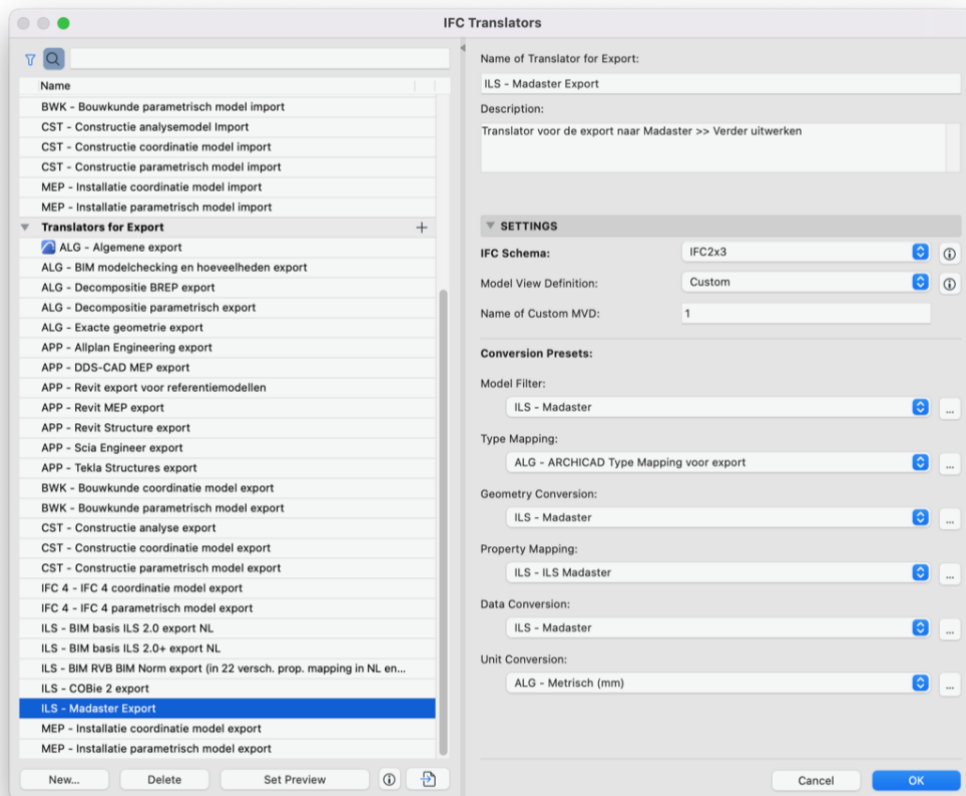 IFC Translators
Name
BWK - Bouwkunde parametrisch model import
CST - Constructie analysemodel Import
CST - Constructie coordinatie model import
CST - Constructie parametrisch model import
MEP - Installatie coordinatie model import
MEP - Installatie parametrisch model import
Translators for Export
ALG - Algemene export
ALG - BIM modelchecking en hoeveelheden export
ALG - Decompositie BREP export
ALG - Decompositie parametrisch export
ALG - Exacte geometrie export
APP - Allplan Engineering export
APP - DDS-CAD MEP export
APP - Revit export voor referentiemodellen
APP - Revit MEP export
APP - Revit Structure export
APP - Scia Engineer export
APP - Tekla Structures export
BWK - Bouwkunde coordinatie model export
BWK - Bouwkunde parametrisch model export
CST - Constructie analyse export
CST - Constructie coordinatie model export
CST - Constructie parametrisch model export
IFC 4 - IFC 4 coordinatie model export
IFC 4 - IFC 4 parametrisch model export
ILS - BIM basis ILS 2.0 export NL
ILS - BIM basis ILS 2.0+ export NL
ILS - BIM RVB BIM Norm export (in 22 versch. prop. mapping in NL en...
ILS - COBie 2 export
ILS - Madaster Export
MEP - Installatie coordinatie model export
MEP - Installatie parametrisch model export
New...
Delete
Set Preview
Name of Translator for Export:
ILS - Madaster Export
Description:
Translator voor de export naar Madaster >> Verder uitwerken
SETTINGS
IFC Schema: IFC2x3
Model View Definition: Custom
Name of Custom MVD: 1
Conversion Presets:
Model Filter:
ILS - Madaster
...
Type Mapping:
ALG - ARCHICAD Type Mapping voor export
...
Geometry Conversion:
ILS - Madaster
...
Property Mapping:
ILS - ILS Madaster
...
Data Conversion:
ILS - Madaster
...
Unit Conversion:
ALG - Metrisch (mm)
...
Cancel
OK